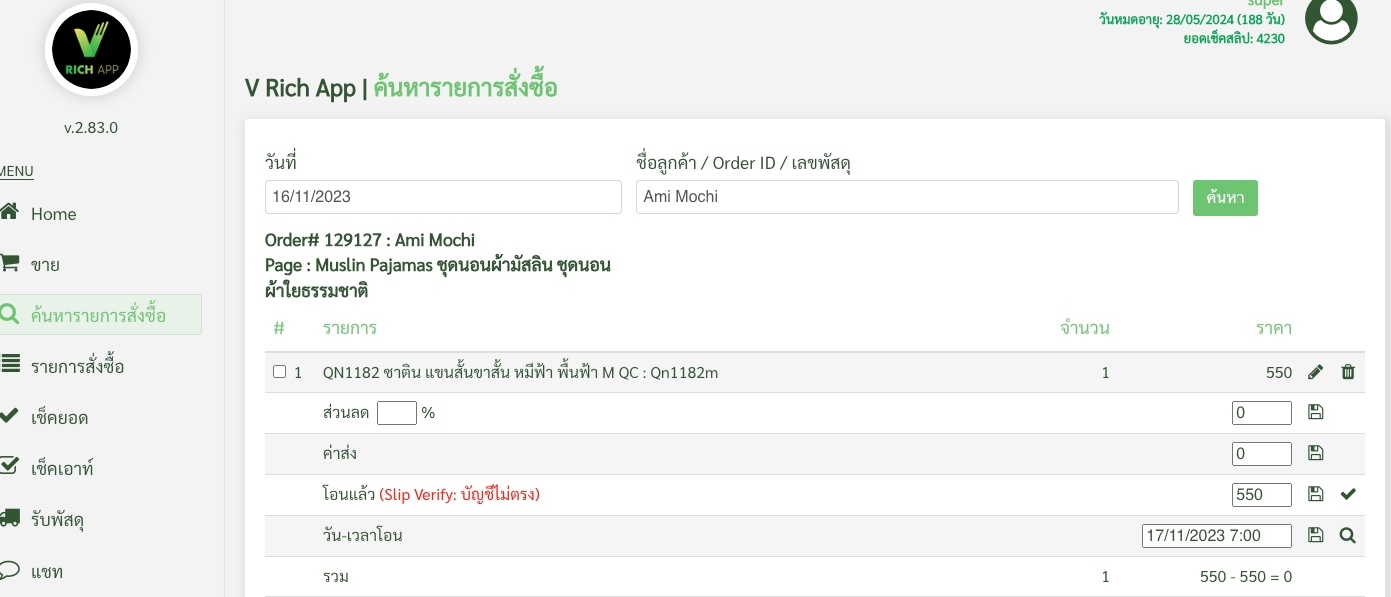 super
วันหมดอายุ: 28/05/2024 (188 วัน)
ยอดเช็คสลิป: 4230
V
RICH APP
v.2.83.0
MENU
Home
ขาย
ค้นหารายการสั่งซื้อ
รายการสั่งซื้อ
เช็คยอด
เช็คเอาท์
รับพัสดุ
แชท
V Rich App | ค้นหารายการสั่งซื้อ
วันที่ ชื่อลูกค้า / Order ID / เลขพัสดุ
16/11/2023 Ami Mochi ค้นหา
Order# 129127 : Ami Mochi
Page : Muslin Pajamas ชุดนอนผ้ามัสลิน ชุดนอน
ผ้าใยธรรมชาติ
# รายการ จำนวน ราคา
1 QN1182 ซาติน แขนสั้นขาสั้น หมีฟ้า พื้นฟ้า M QC : Qn1182m 1 550
ส่วนลด % 0
ค่าส่ง 0
โอนแล้ว (Slip Verify: บัญชีไม่ตรง) 550
วัน-เวลาโอน 17/11/2023 7:00
รวม 1 550 - 550 = 0